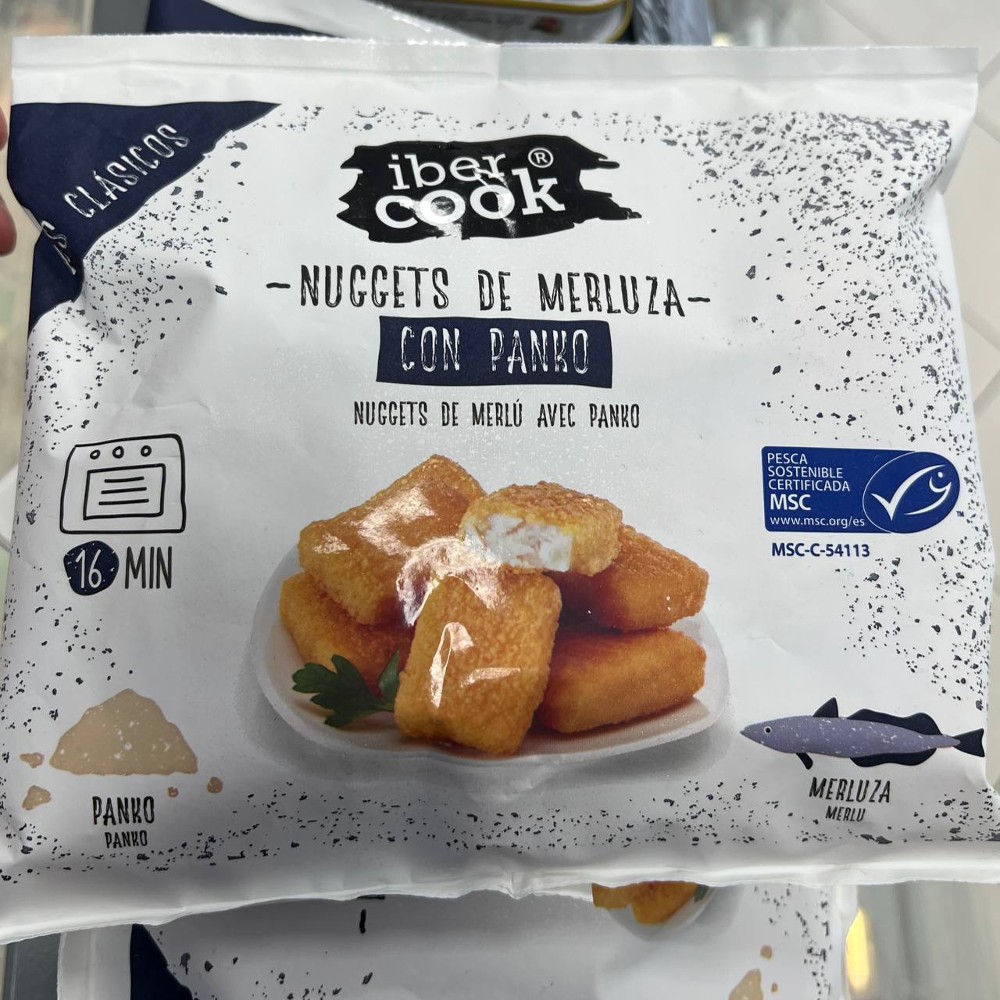 CLÁSICOS
iber ®
cook
-NUGGETS DE MERLUZA-
CON PANKO
NUGGETS DE MERLÚ AVEC PANKO
16 MIN
PESCA
SOSTENIBLE
CERTIFICADA
MSC
www.msc.org/es
™
MSC-C-54113
PANKO
PANKO
MERLUZA
MERLU